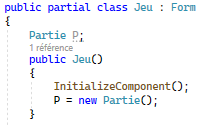 public partial class Jeu : Form
{
Partie P;
1 référence
public Jeu()
{
InitializeComponent();
P = new Partie();
}